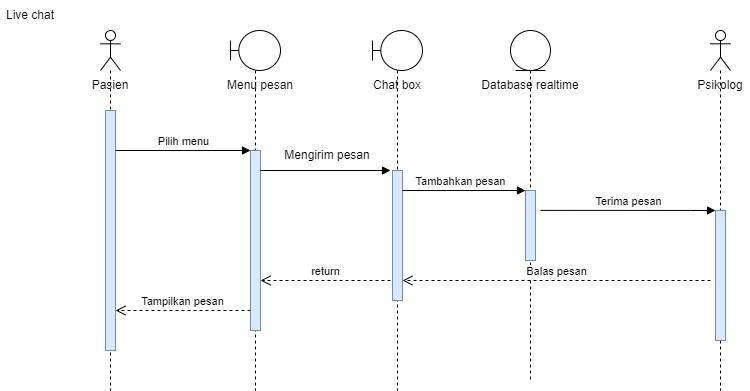 Live chat
Pasien
Menu pesan
Chat box
Database realtime
Psikolog
Pilih menu
Mengirim pesan
Tambahkan pesan
Terima pesan
Balas pesan
return
Tampilkan pesan